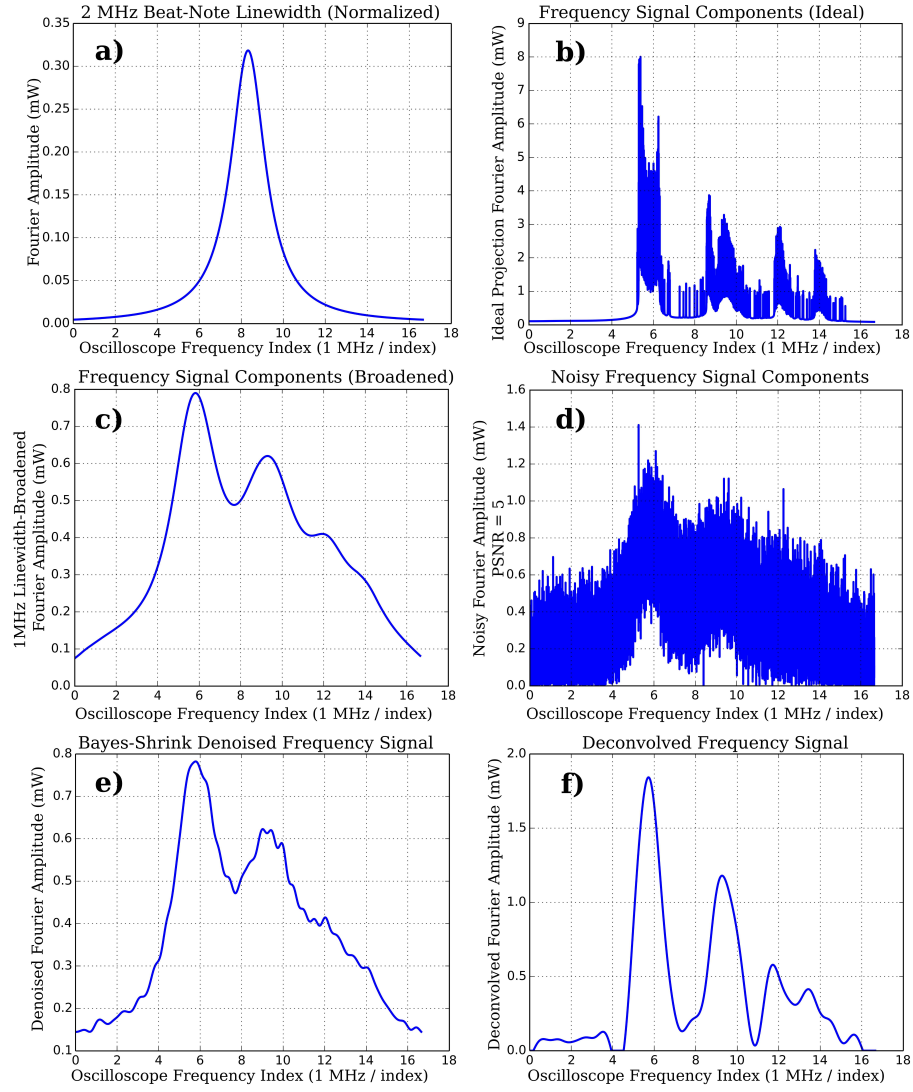 2 MHz Beat-Note Linewidth (Normalized)
a)
Fourier Amplitude (mW)
0.35
0.30
0.25
0.20
0.15
0.10
0.05
0.00
0 2 4 6 8 10 12 14 16 18
Oscilloscope Frequency Index (1 MHz / index)
Frequency Signal Components (Ideal)
b)
Ideal Projection Fourier Amplitude (mW)
9
8
7
6
5
4
3
2
1
0
0 2 4 6 8 10 12 14 16 18
Oscilloscope Frequency Index (1 MHz / index)
Frequency Signal Components (Broadened)
c)
1MHz Linewidth-Broadened
Fourier Amplitude (mW)
0.8
0.7
0.6
0.5
0.4
0.3
0.2
0.1
0.0
0 2 4 6 8 10 12 14 16 18
Oscilloscope Frequency Index (1 MHz / index)
Noisy Frequency Signal Components
d)
Noisy Fourier Amplitude (mW)
PSNR = 5
1.6
1.4
1.2
1.0
0.8
0.6
0.4
0.2
0.0
0 2 4 6 8 10 12 14 16 18
Oscilloscope Frequency Index (1 MHz / index)
Bayes-Shrink Denoised Frequency Signal
e)
Denoised Fourier Amplitude (mW)
0.8
0.7
0.6
0.5
0.4
0.3
0.2
0.1
0 2 4 6 8 10 12 14 16 18
Oscilloscope Frequency Index (1 MHz / index)
Deconvolved Frequency Signal
f)
Deconvolved Fourier Amplitude (mW)
2.0
1.5
1.0
0.5
0.0
0 2 4 6 8 10 12 14 16 18
Oscilloscope Frequency Index (1 MHz / index)